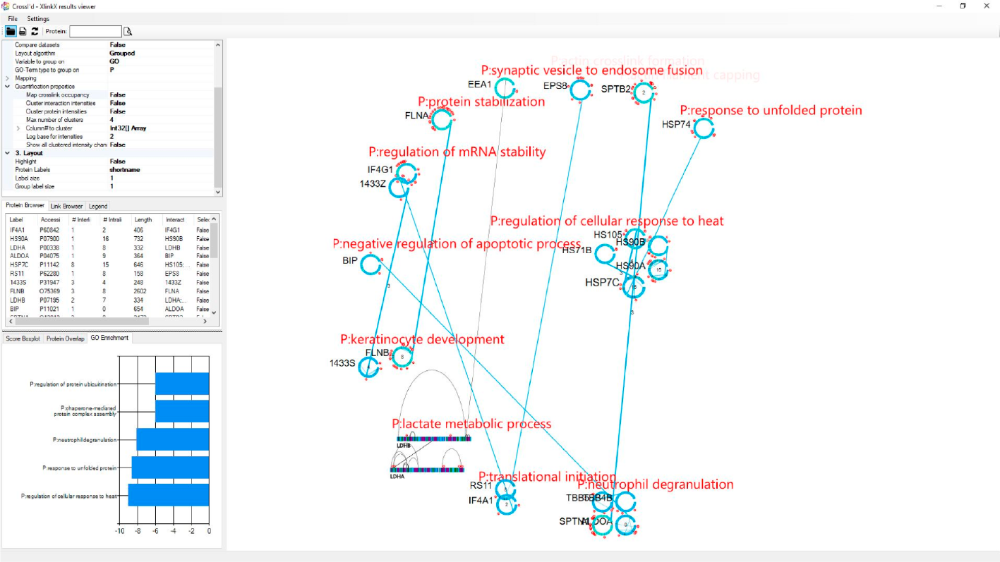 Crossl'd - XlinkX results viewer
File Settings
Protein:
Compare datasets False
Layout algorithm Grouped
Variable to group on GO
GO-Term type to group on P
Mapping
Quantification properties
Map crosslink occupancy False
Cluster interaction intensities False
Cluster protein intensities False
Max number of clusters 4
Column# to cluster Int32[] Array
Log base for intensities 2
Show all clustered intensity chan False
3. Layout
Highlight False
Protein Labels shortname
Label size 1
Group label size 1
Protein Browser Link Browser Legend
Label Accessi # Interli # Intrali Length Interact Selec
IF4A1 P60842 1 2 406 IF4G1 False
HS90A P07900 1 16 732 HS90B False
LDHA P00338 1 8 332 LDHB False
ALDOA P04075 1 9 364 BIP False
HSP7C P11142 8 15 646 HS105;... False
RS11 P62280 1 8 158 EPS8 False
1433S P31947 3 4 248 1433Z False
FLNB O75369 3 8 2602 FLNA False
LDHB P07195 2 7 334 LDHA;... False
BIP P11021 1 0 654 ALDOA False
Score Boxplot Protein Overlap GO Enrichment
P:regulation of protein ubiquitination
P:chaperone-mediated
protein complex assembly
P:neutrophil degranulation
P:response to unfolded protein
P:regulation of cellular response to heat
-10 -8 -6 -4 -2 0
P:actin crosslink formation
P:synaptic vesicle to endosome fusion
capping
EEA1
EPS8
SPTB2
2
P:protein stabilization
FLNA
P:response to unfolded protein
HSP74
P:regulation of mRNA stability
IF4G1
1433Z
P:regulation of cellular response to heat
HS105
HS90B
HS71B
HS90A
16
HSP7C
15
3
3
P:negative regulation of apoptotic process
BIP
3
P:keratinocyte development
FLNB
8
1433S
4
P:lactate metabolic process
LDHB
LDHA
P:translational initiation
RS11
8
IF4A1
2
P:neutrophil degranulation
TBB5
TBB4B
ALDOA
9